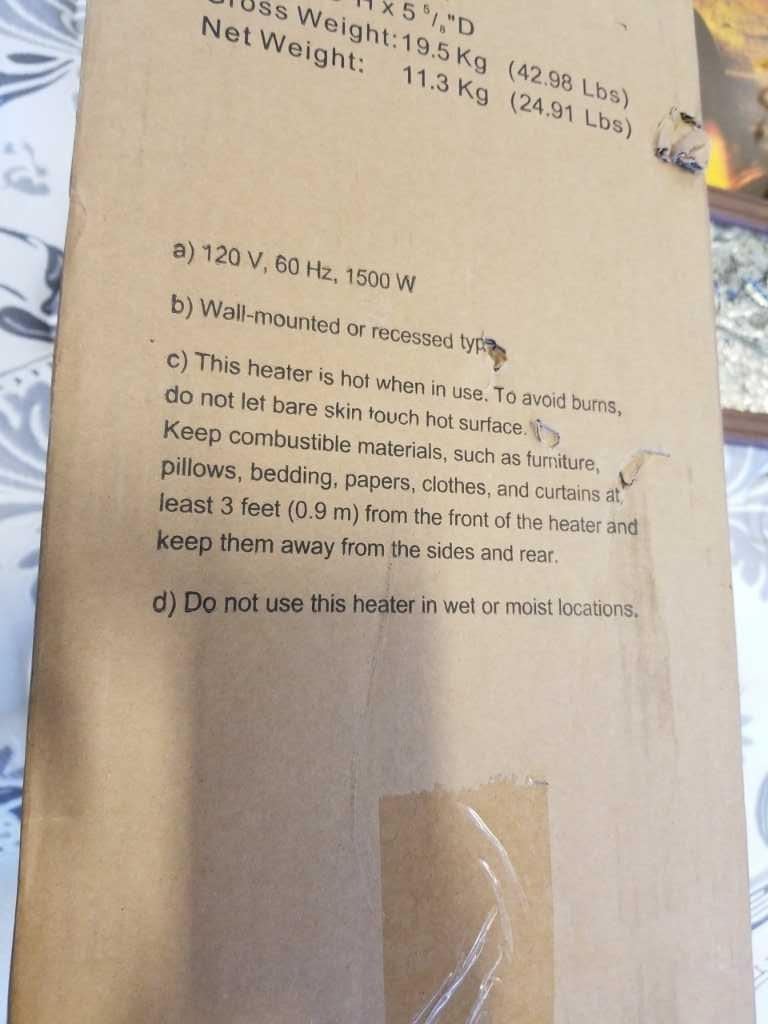 x 5 5/8"D
Gross Weight: 19.5 Kg (42.98 Lbs)
Net Weight: 11.3 Kg (24.91 Lbs)
a) 120 V, 60 Hz, 1500 W
b) Wall-mounted or recessed type
c) This heater is hot when in use. To avoid burns,
do not let bare skin touch hot surface.
Keep combustible materials, such as furniture,
pillows, bedding, papers, clothes, and curtains at
least 3 feet (0.9 m) from the front of the heater and
keep them away from the sides and rear.
d) Do not use this heater in wet or moist locations.